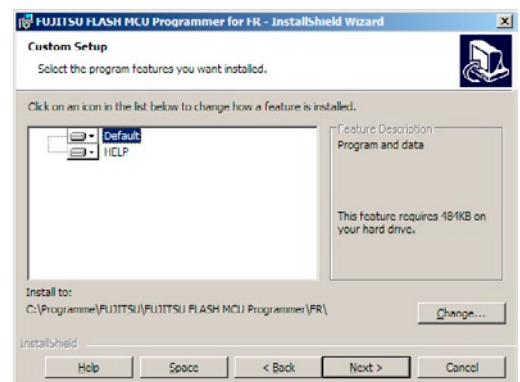 FUJITSU FLASH MCU Programmer for FR - InstallShield Wizard
Custom Setup
Select the program features you want installed.
Click on an icon in the list below to change how a feature is installed.
Default
HELP
Feature Description
Program and data
This feature requires 484KB on
your hard drive.
Install to:
C:\Programme\FUJITSU\FUJITSU FLASH MCU Programmer\FR\
Change...
InstallShield
Help
Space
< Back
Next >
Cancel